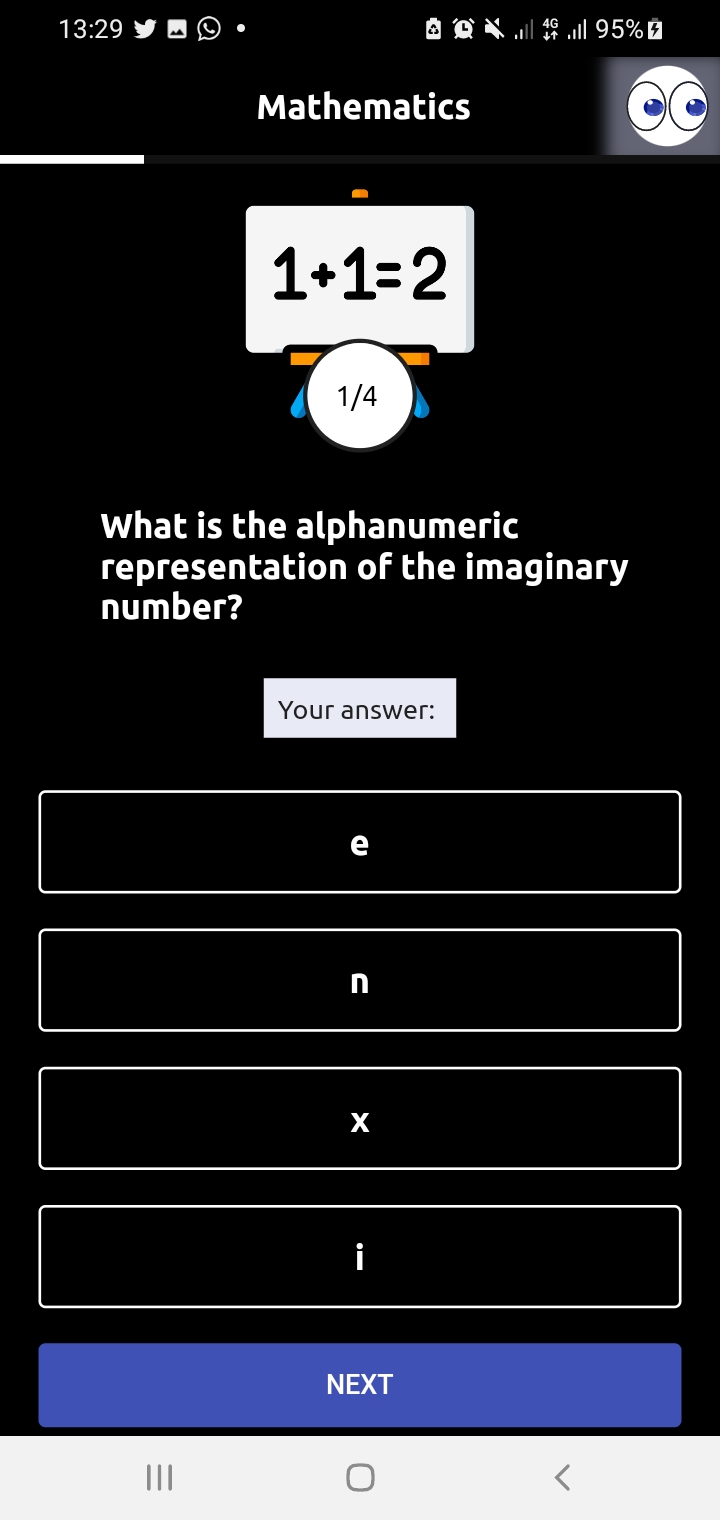 13:29 4G 95%
Mathematics
1+1=2
1/4
What is the alphanumeric
representation of the imaginary
number?
Your answer:
e
n
x
i
NEXT